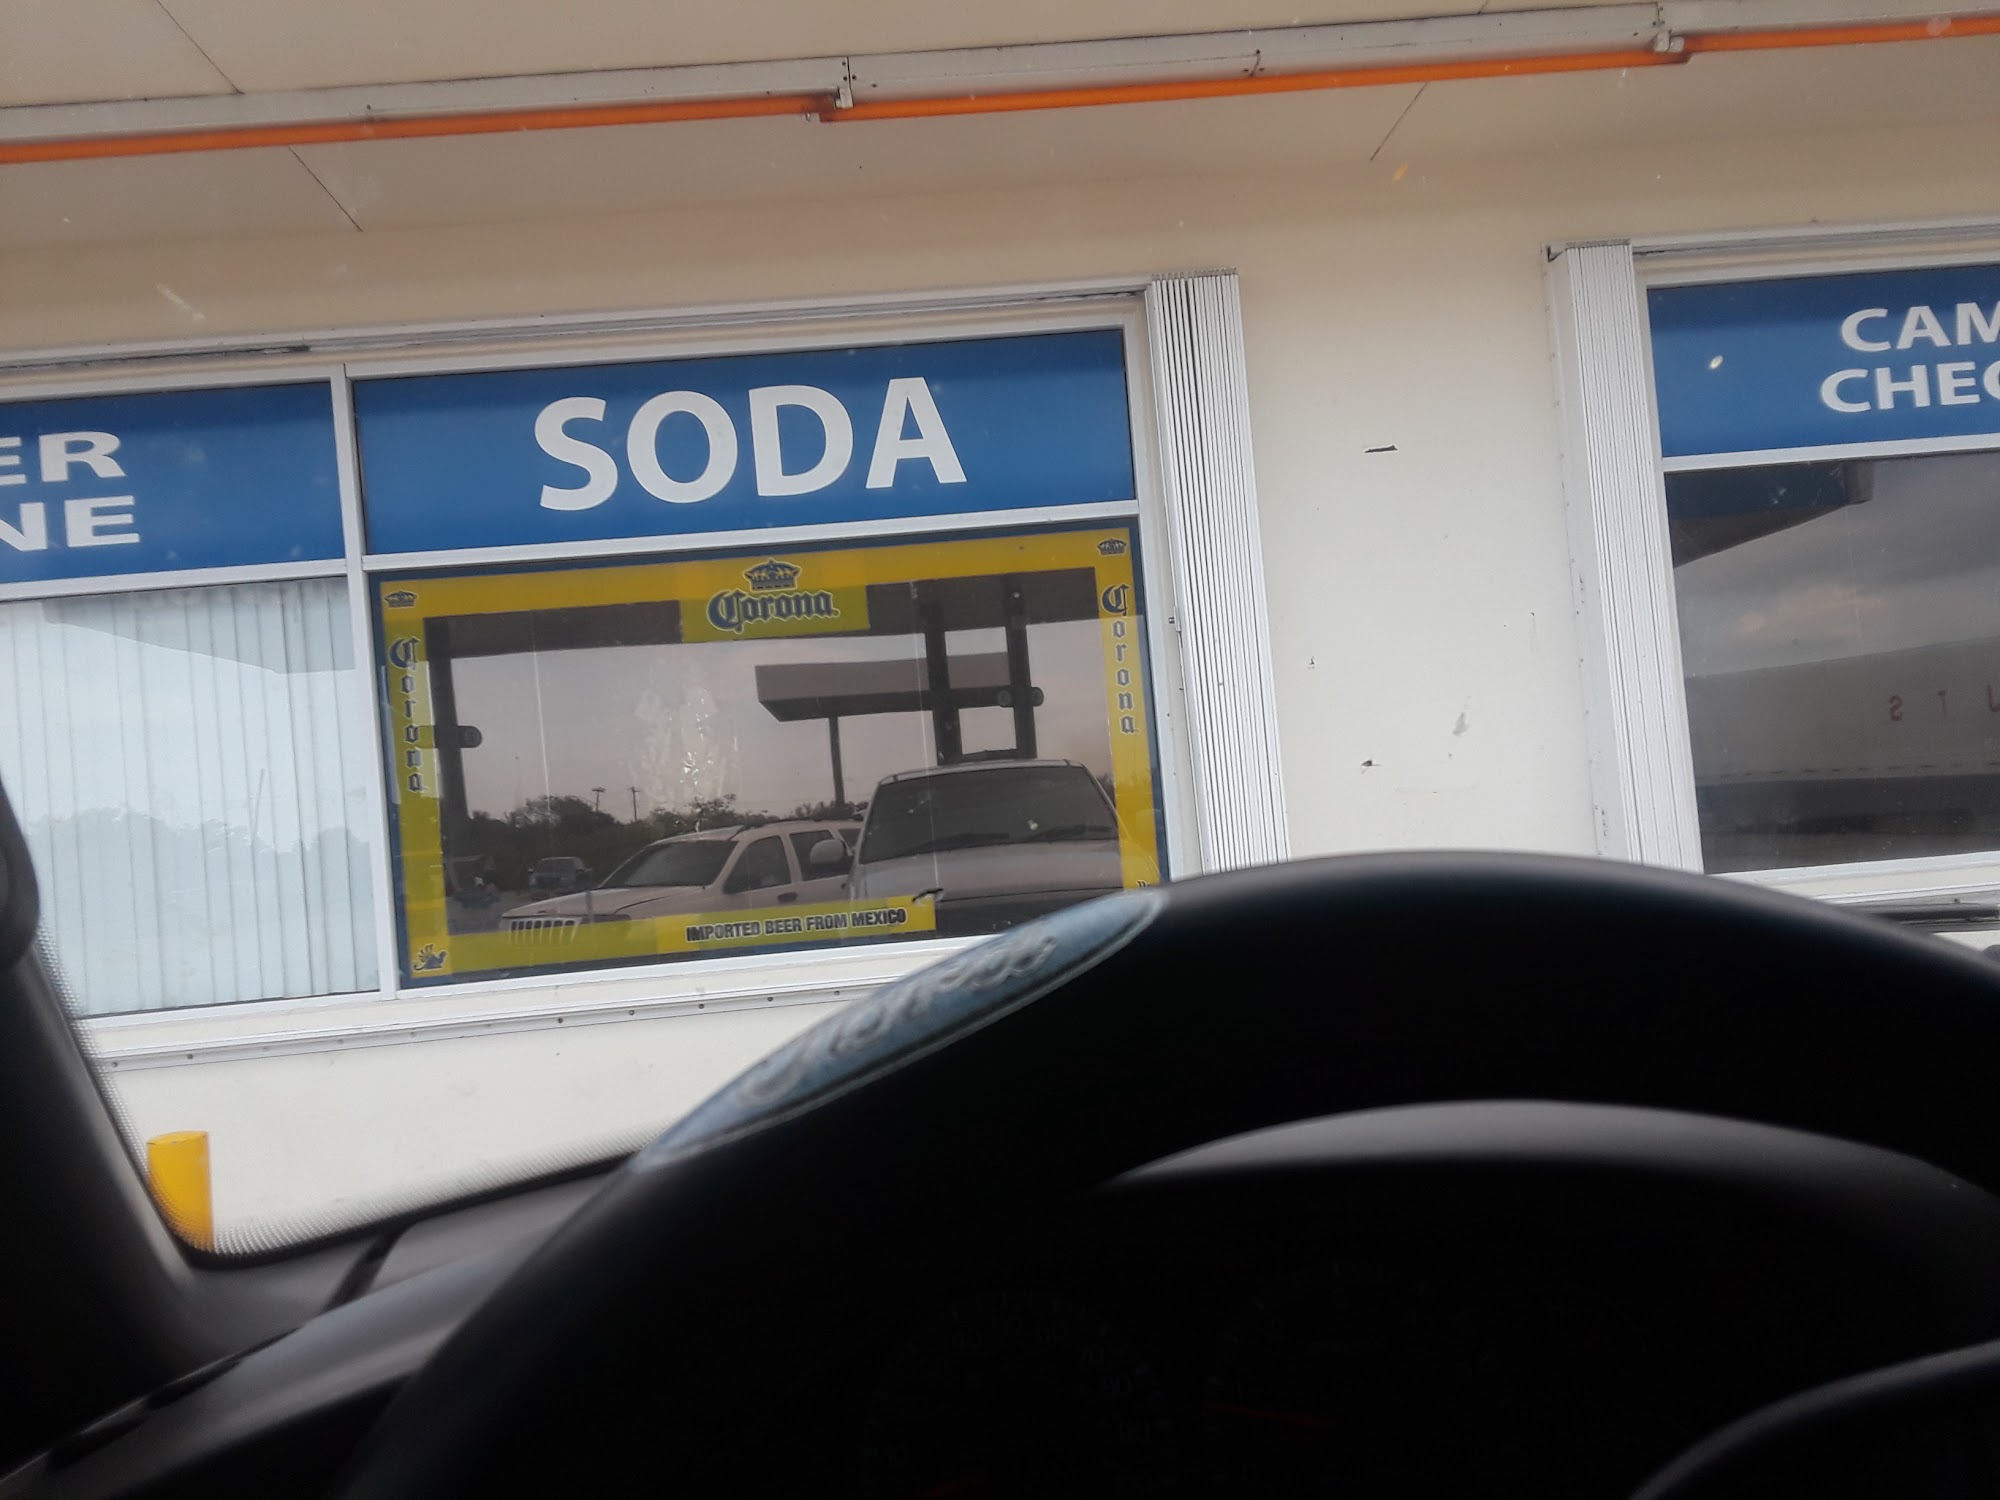 ER
NE
SODA
CAM
CHEC
Corona
Corona
Corona
IMPORTED BEER FROM MEXICO